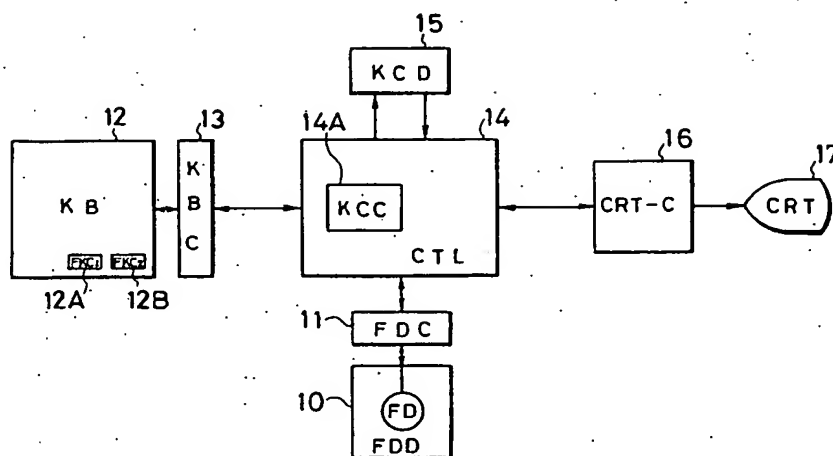 15
KCD
12
13
14A
14
16
17
KB
KBC
KCC
CRT-C
CRT
CTL
FKC1
FKC2
12A
12B
11
FDC
10
FD
FDD